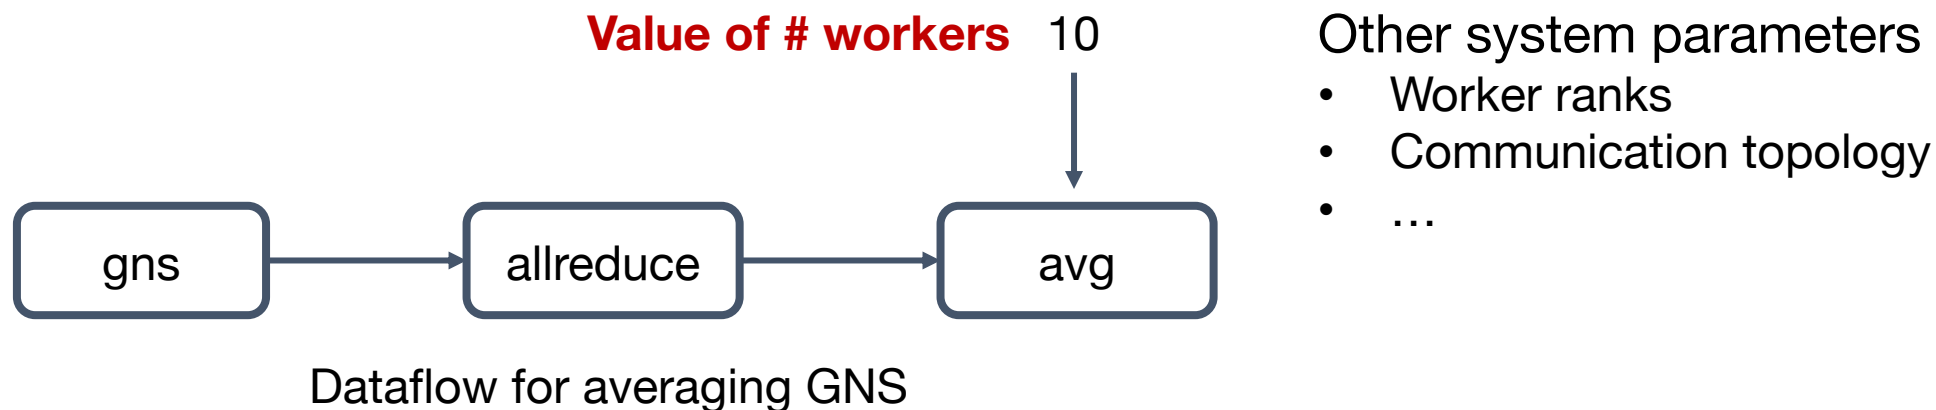 Value of # workers 10
Other system parameters
• Worker ranks
• Communication topology
• …
gns
allreduce
avg
Dataflow for averaging GNS